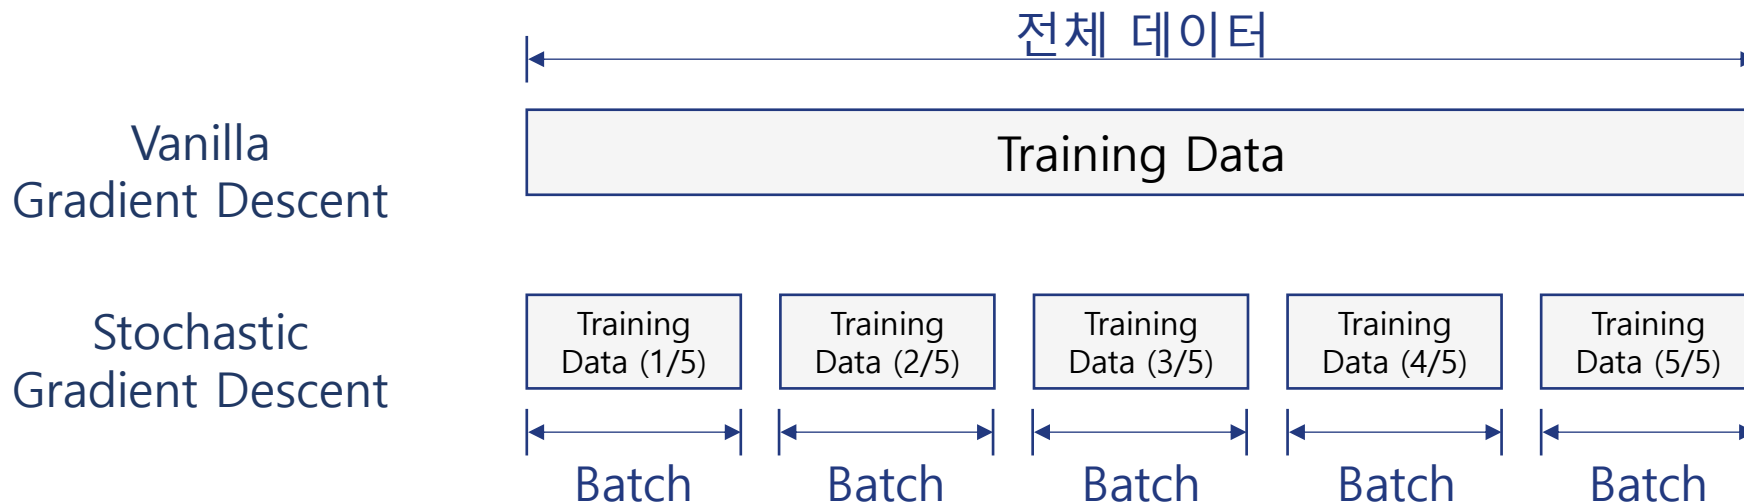 전체 데이터
Vanilla
Gradient Descent
Training Data
Stochastic
Gradient Descent
Training
Data (1/5)
Training
Data (2/5)
Training
Data (3/5)
Training
Data (4/5)
Training
Data (5/5)
Batch
Batch
Batch
Batch
Batch